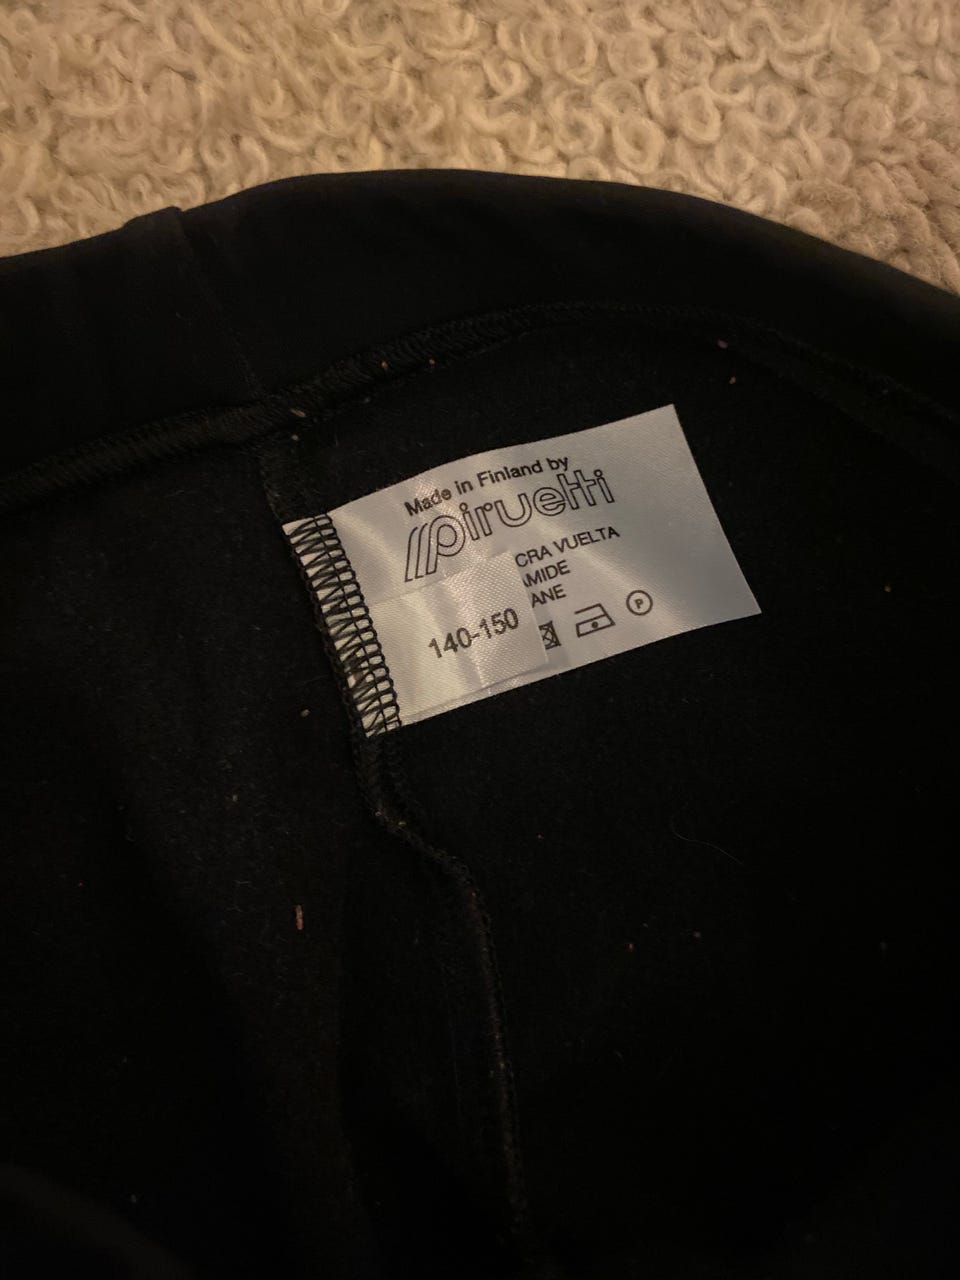 Made in Finland by
piruetti
CRA VUELTA
AMIDE
ANE
140-150
P